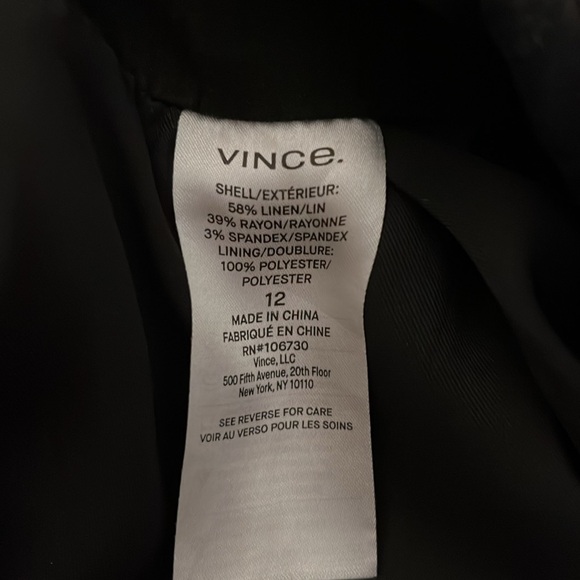 VINCE.
SHELL/EXTÉRIEUR:
58% LINEN/LIN
39% RAYON/RAYONNE
3% SPANDEX/SPANDEX
LINING/DOUBLURE:
100% POLYESTER/
POLYESTER
12
MADE IN CHINA
FABRIQUÉ EN CHINE
RN#106730
Vince, LLC
500 Fifth Avenue, 20th Floor
New York, NY 10110
SEE REVERSE FOR CARE
VOIR AU VERSO POUR LES SOINS